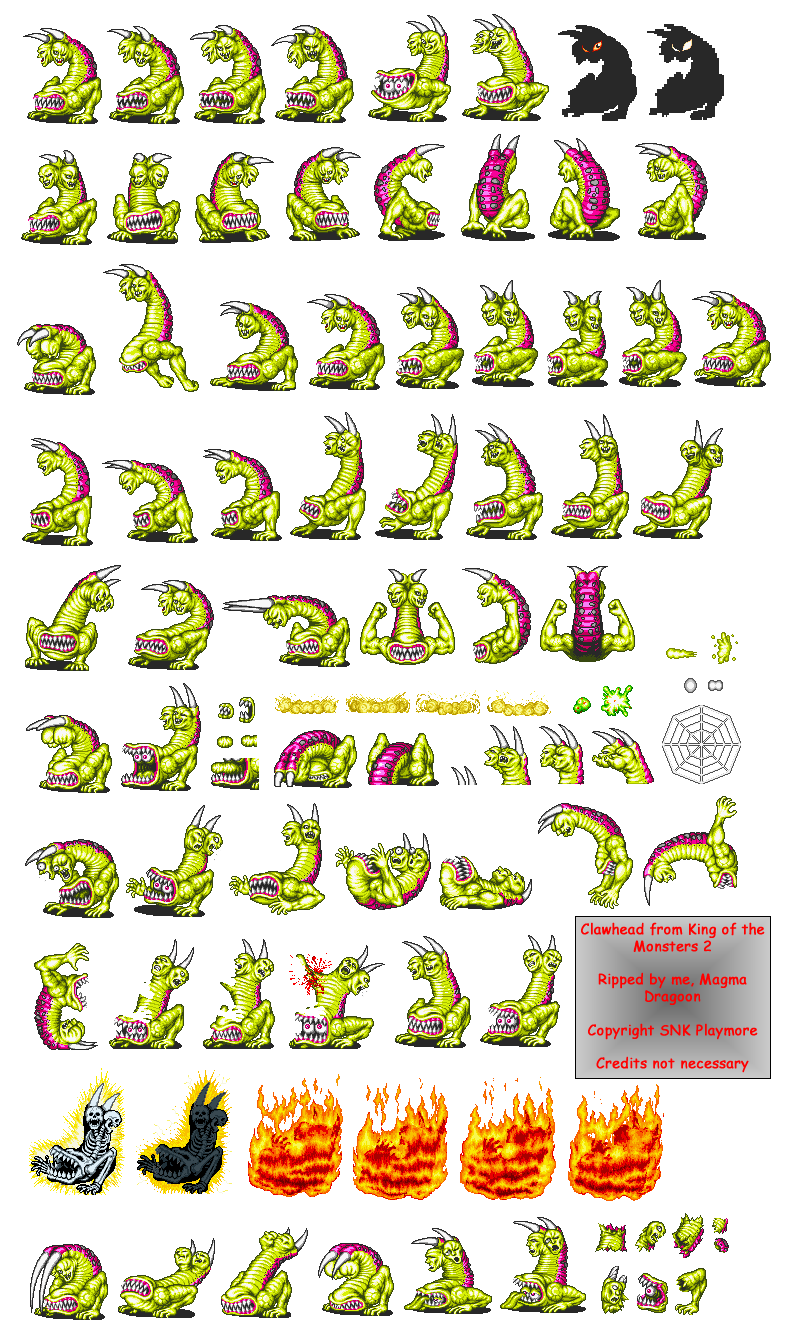 Clawhead from King of the
Monsters 2
Ripped by me, Magma
Dragoon
Copyright SNK Playmore
Credits not necessary